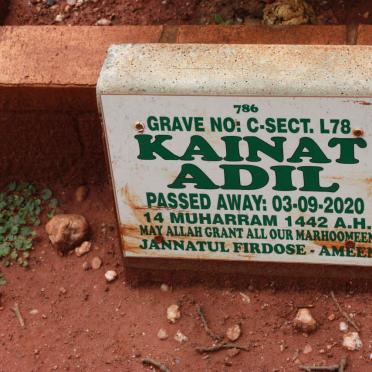 786
GRAVE NO: C-SECT. L78
KAINAT
ADIL
PASSED AWAY: 03-09-2020
14 MUHARRAM 1442 A.H.
MAY ALLAH GRANT ALL OUR MARHOOMEEN
JANNATUL FIRDOSE - AMEEN